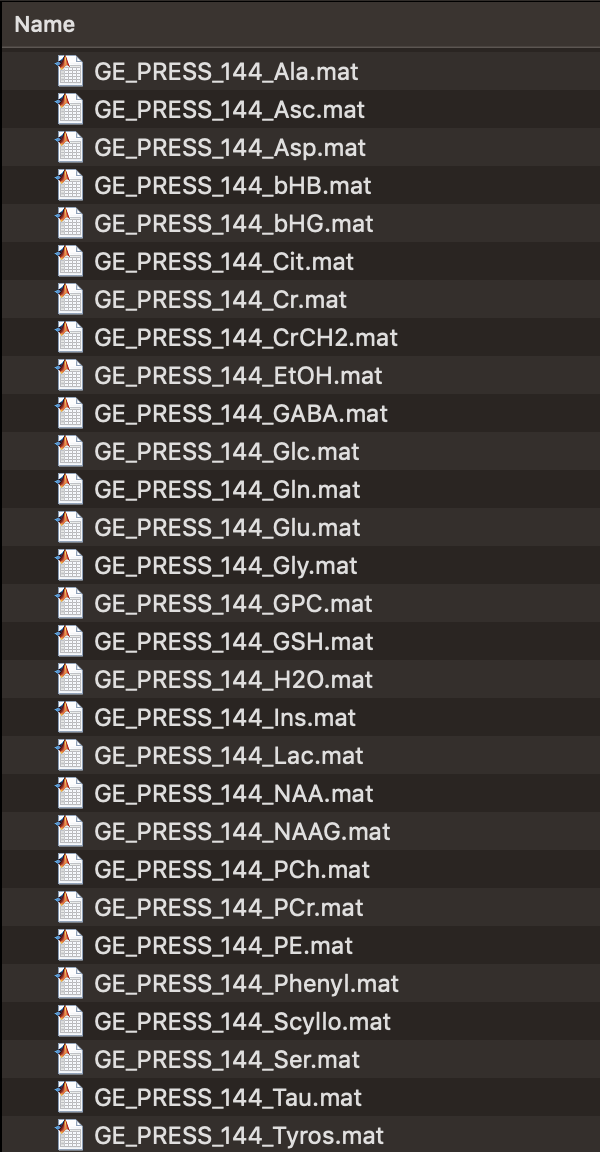 Name
GE_PRESS_144_Ala.mat
GE_PRESS_144_Asc.mat
GE_PRESS_144_Asp.mat
GE_PRESS_144_bHB.mat
GE_PRESS_144_bHG.mat
GE_PRESS_144_Cit.mat
GE_PRESS_144_Cr.mat
GE_PRESS_144_CrCH2.mat
GE_PRESS_144_EtOH.mat
GE_PRESS_144_GABA.mat
GE_PRESS_144_Glc.mat
GE_PRESS_144_Gln.mat
GE_PRESS_144_Glu.mat
GE_PRESS_144_Gly.mat
GE_PRESS_144_GPC.mat
GE_PRESS_144_GSH.mat
GE_PRESS_144_H2O.mat
GE_PRESS_144_Ins.mat
GE_PRESS_144_Lac.mat
GE_PRESS_144_NAA.mat
GE_PRESS_144_NAAG.mat
GE_PRESS_144_PCh.mat
GE_PRESS_144_PCr.mat
GE_PRESS_144_PE.mat
GE_PRESS_144_Phenyl.mat
GE_PRESS_144_Scyllo.mat
GE_PRESS_144_Ser.mat
GE_PRESS_144_Tau.mat
GE_PRESS_144_Tyros.mat